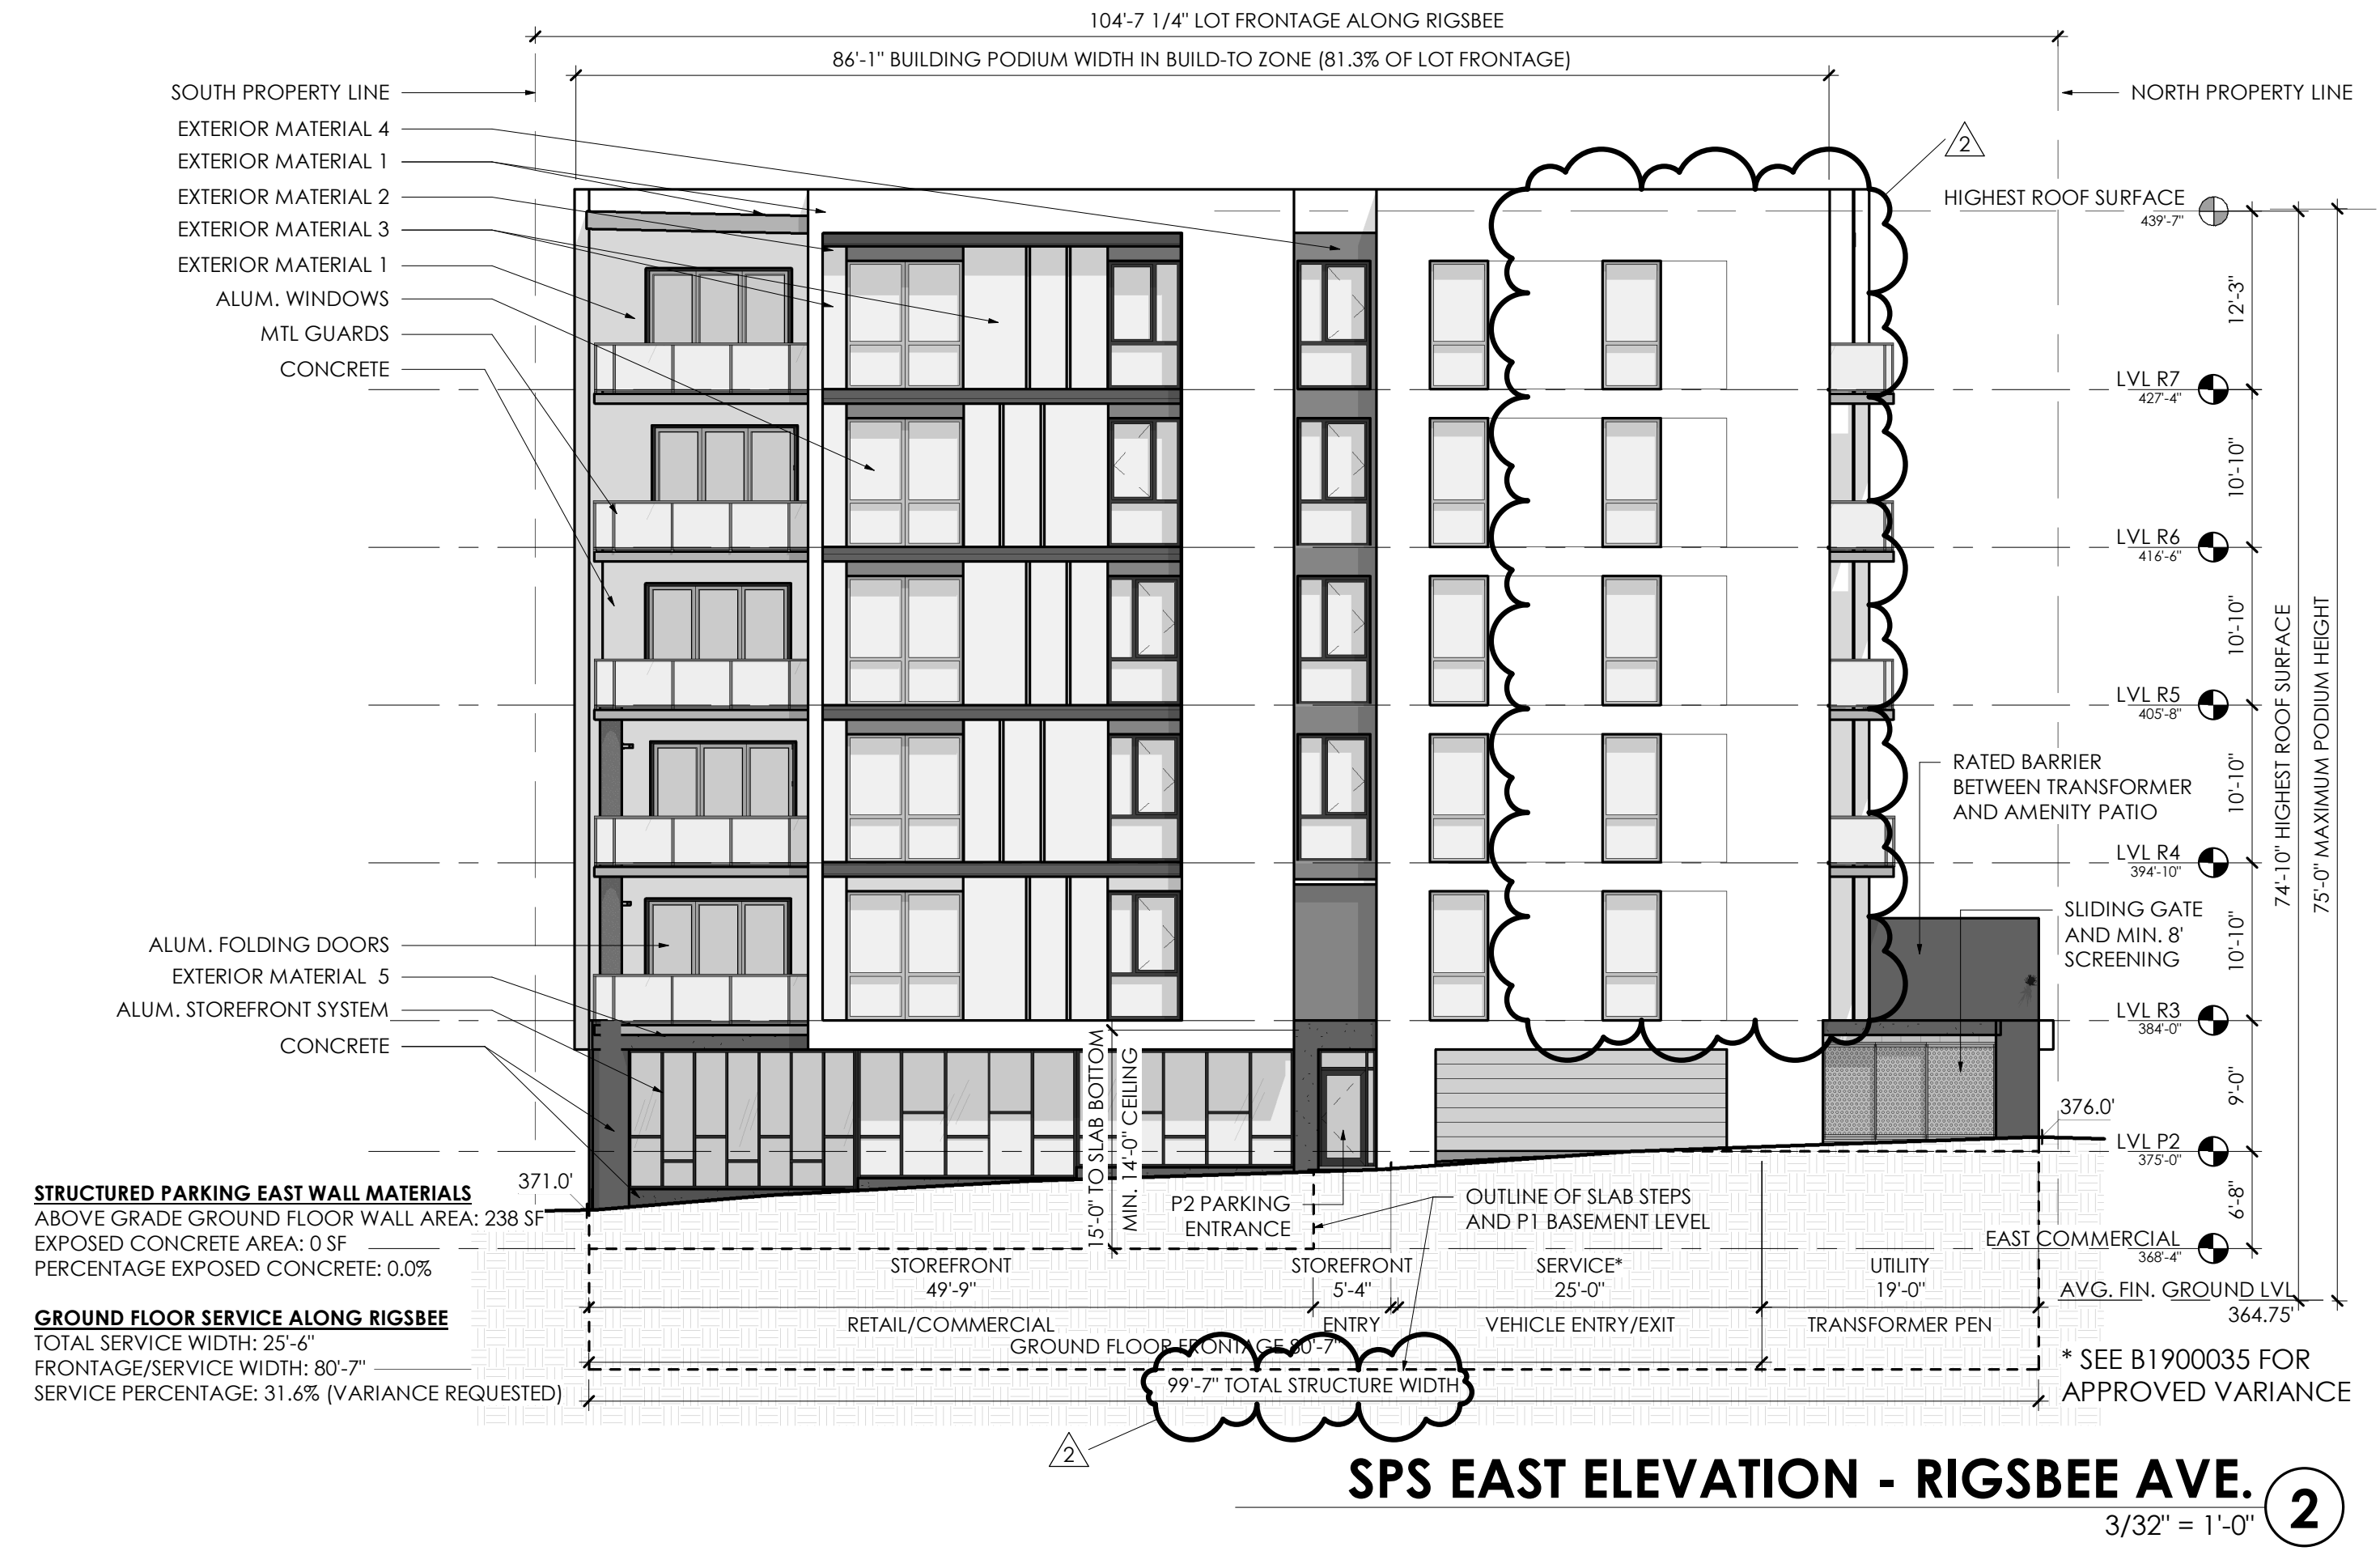 104'-7 1/4" LOT FRONTAGE ALONG RIGSBEE
86'-1" BUILDING PODIUM WIDTH IN BUILD-TO ZONE (81.3% OF LOT FRONTAGE)
SOUTH PROPERTY LINE
NORTH PROPERTY LINE
EXTERIOR MATERIAL 4
EXTERIOR MATERIAL 1
EXTERIOR MATERIAL 2
EXTERIOR MATERIAL 3
EXTERIOR MATERIAL 1
ALUM. WINDOWS
MTL GUARDS
CONCRETE
2
HIGHEST ROOF SURFACE
439'-7"
12'-3"
LVL R7
427'-4"
10'-10"
LVL R6
416'-6"
10'-10"
LVL R5
405'-8"
10'-10"
LVL R4
394'-10"
10'-10"
LVL R3
384'-0"
9'-0"
LVL P2
375'-0"
6'-8"
EAST COMMERCIAL
368'-4"
AVG. FIN. GROUND LVL
364.75'
74'-10" HIGHEST ROOF SURFACE
75'-0" MAXIMUM PODIUM HEIGHT
RATED BARRIER
BETWEEN TRANSFORMER
AND AMENITY PATIO
SLIDING GATE
AND MIN. 8'
SCREENING
376.0'
ALUM. FOLDING DOORS
EXTERIOR MATERIAL 5
ALUM. STOREFRONT SYSTEM
CONCRETE
371.0'
15'-0" TO SLAB BOTTOM
MIN. 14'-0" CEILING
P2 PARKING
ENTRANCE
OUTLINE OF SLAB STEPS
AND P1 BASEMENT LEVEL
STRUCTURED PARKING EAST WALL MATERIALS
ABOVE GRADE GROUND FLOOR WALL AREA: 238 SF
EXPOSED CONCRETE AREA: 0 SF
PERCENTAGE EXPOSED CONCRETE: 0.0%
GROUND FLOOR SERVICE ALONG RIGSBEE
TOTAL SERVICE WIDTH: 25'-6"
FRONTAGE/SERVICE WIDTH: 80'-7"
SERVICE PERCENTAGE: 31.6% (VARIANCE REQUESTED)
STOREFRONT
49'-9"
RETAIL/COMMERCIAL
STOREFRONT
5'-4"
ENTRY
SERVICE*
25'-0"
VEHICLE ENTRY/EXIT
UTILITY
19'-0"
TRANSFORMER PEN
GROUND FLOOR FRONTAGE 80'-7"
99'-7" TOTAL STRUCTURE WIDTH
2
* SEE B1900035 FOR
APPROVED VARIANCE
SPS EAST ELEVATION - RIGSBEE AVE.
3/32" = 1'-0"
2